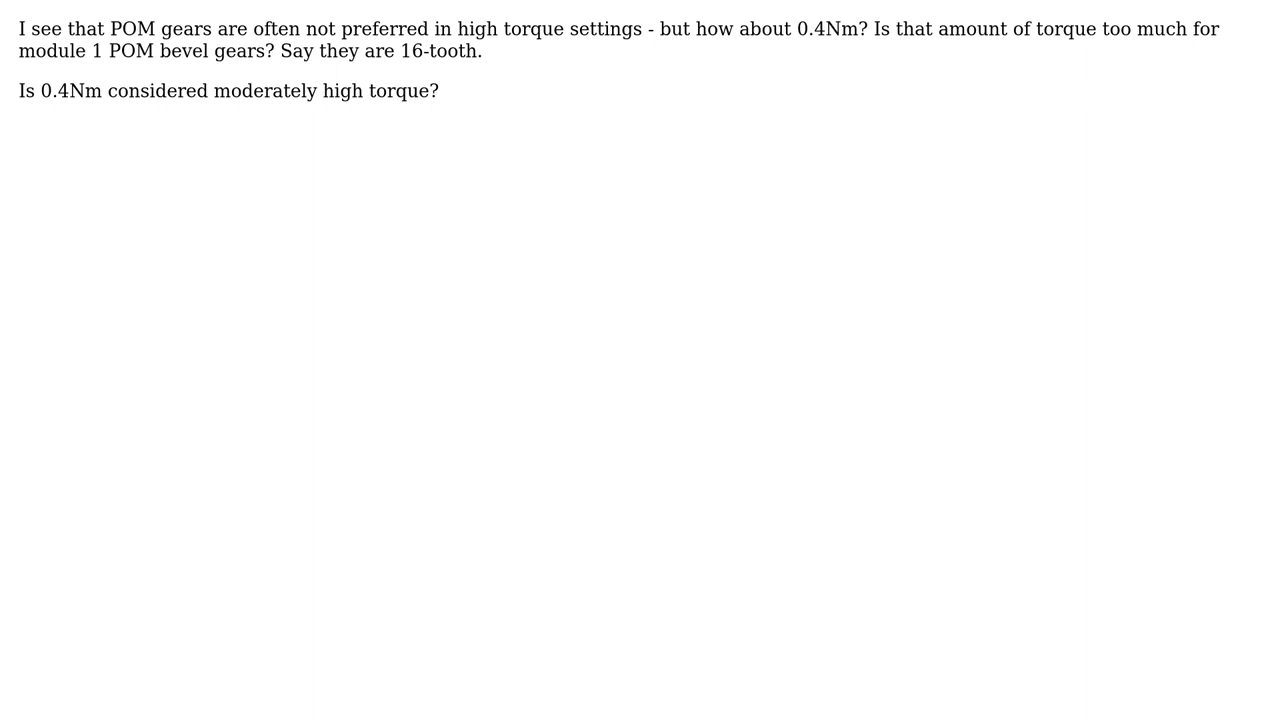 I see that POM gears are often not preferred in high torque settings - but how about 0.4Nm? Is that amount of torque too much for
module 1 POM bevel gears? Say they are 16-tooth.
Is 0.4Nm considered moderately high torque?